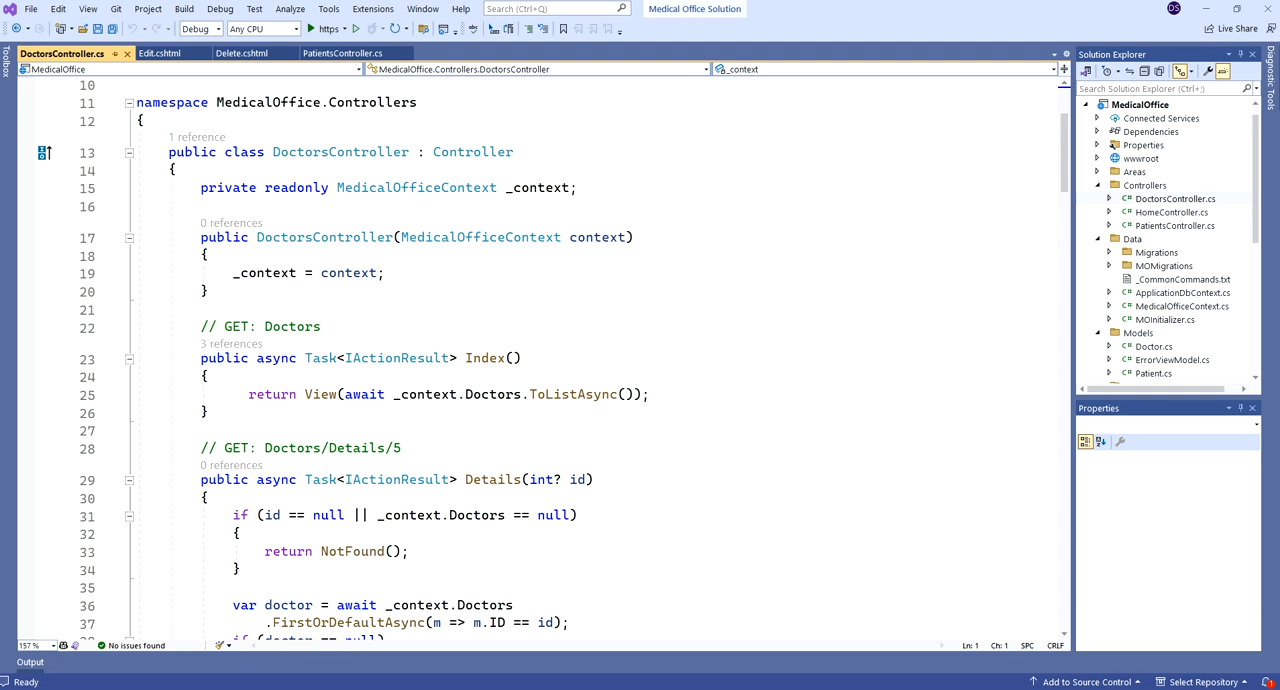 File Edit View Git Project Build Debug Test Analyze Tools Extensions Window Help Search (Ctrl+Q) Medical Office Solution DS
Debug Any CPU https Live Share
Toolbox
DoctorsController.cs Edit.cshtml Delete.cshtml PatientsController.cs
MedicalOffice MedicalOffice.Controllers.DoctorsController _context
10
11 namespace MedicalOffice.Controllers
12 {
1 reference
13 public class DoctorsController : Controller
14 {
15 private readonly MedicalOfficeContext _context;
16
0 references
17 public DoctorsController(MedicalOfficeContext context)
18 {
19 _context = context;
20 }
21
22 // GET: Doctors
3 references
23 public async Task<IActionResult> Index()
24 {
25 return View(await _context.Doctors.ToListAsync());
26 }
27
28 // GET: Doctors/Details/5
0 references
29 public async Task<IActionResult> Details(int? id)
30 {
31 if (id == null || _context.Doctors == null)
32 {
33 return NotFound();
34 }
35
36 var doctor = await _context.Doctors
37 .FirstOrDefaultAsync(m => m.ID == id);
38 if (doctor == null)
157 % No issues found Ln: 1 Ch: 1 SPC CRLF
Solution Explorer
Search Solution Explorer (Ctrl+;)
MedicalOffice
Connected Services
Dependencies
Properties
wwwroot
Areas
Controllers
C# DoctorsController.cs
C# HomeController.cs
C# PatientsController.cs
Data
Migrations
MOMigrations
_CommonCommands.txt
C# ApplicationDbContext.cs
C# MedicalOfficeContext.cs
C# MOInitializer.cs
Models
C# Doctor.cs
C# ErrorViewModel.cs
C# Patient.cs
Properties
Diagnostic Tools
Output
Ready Add to Source Control Select Repository 1